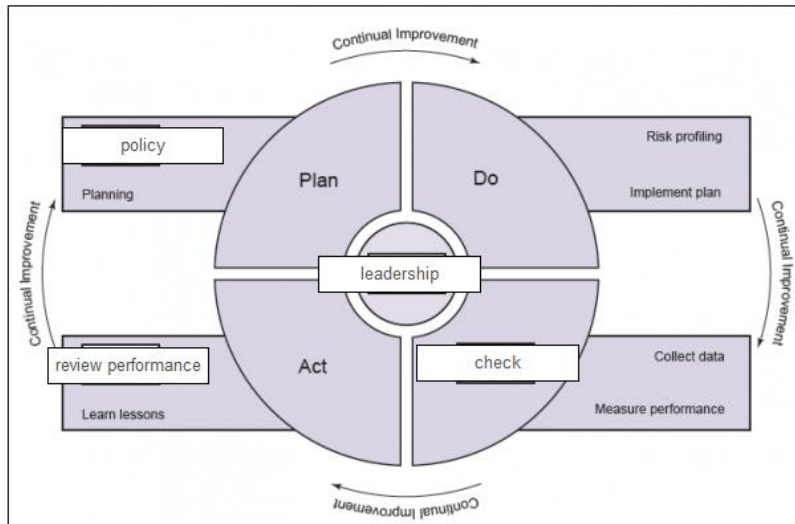 Continual Improvement
policy
Planning
Plan
Do
Risk profiling
Implement plan
Continual Improvement
Continual Improvement
leadership
review performance
Learn lessons
Act
check
Collect data
Measure performance
Continual Improvement